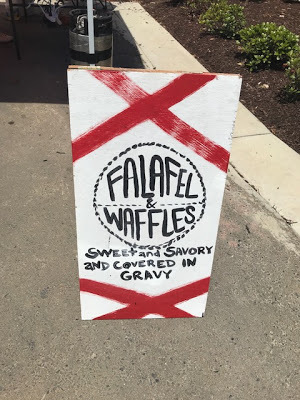 FALAFEL
&
WAFFLES
SWEET and SAVORY
AND COVERED IN
GRAVY